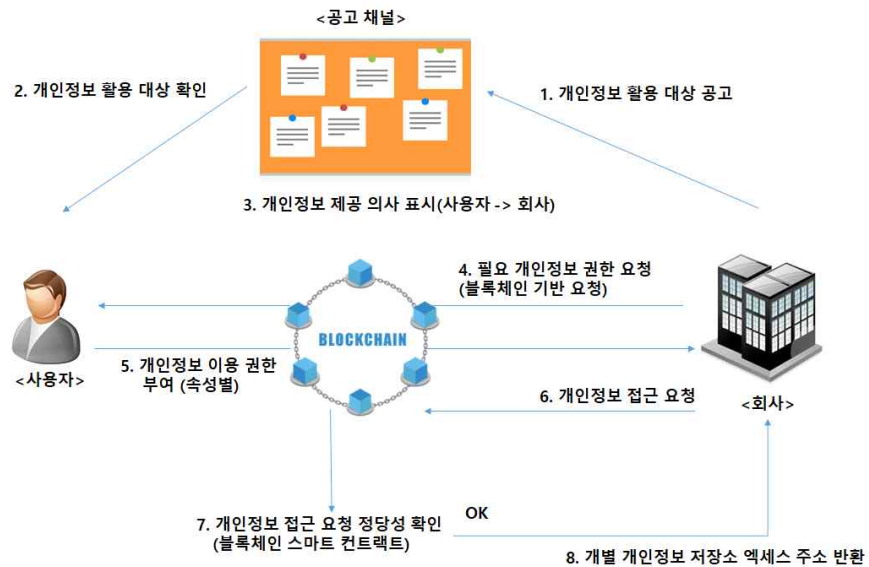 <공고 채널>
2. 개인정보 활용 대상 확인
1. 개인정보 활용 대상 공고
3. 개인정보 제공 의사 표시(사용자 -> 회사)
4. 필요 개인정보 권한 요청
(블록체인 기반 요청)
BLOCKCHAIN
<사용자>
5. 개인정보 이용 권한
부여 (속성별)
6. 개인정보 접근 요청
<회사>
7. 개인정보 접근 요청 정당성 확인
(블록체인 스마트 컨트랙트)
OK
8. 개별 개인정보 저장소 엑세스 주소 반환